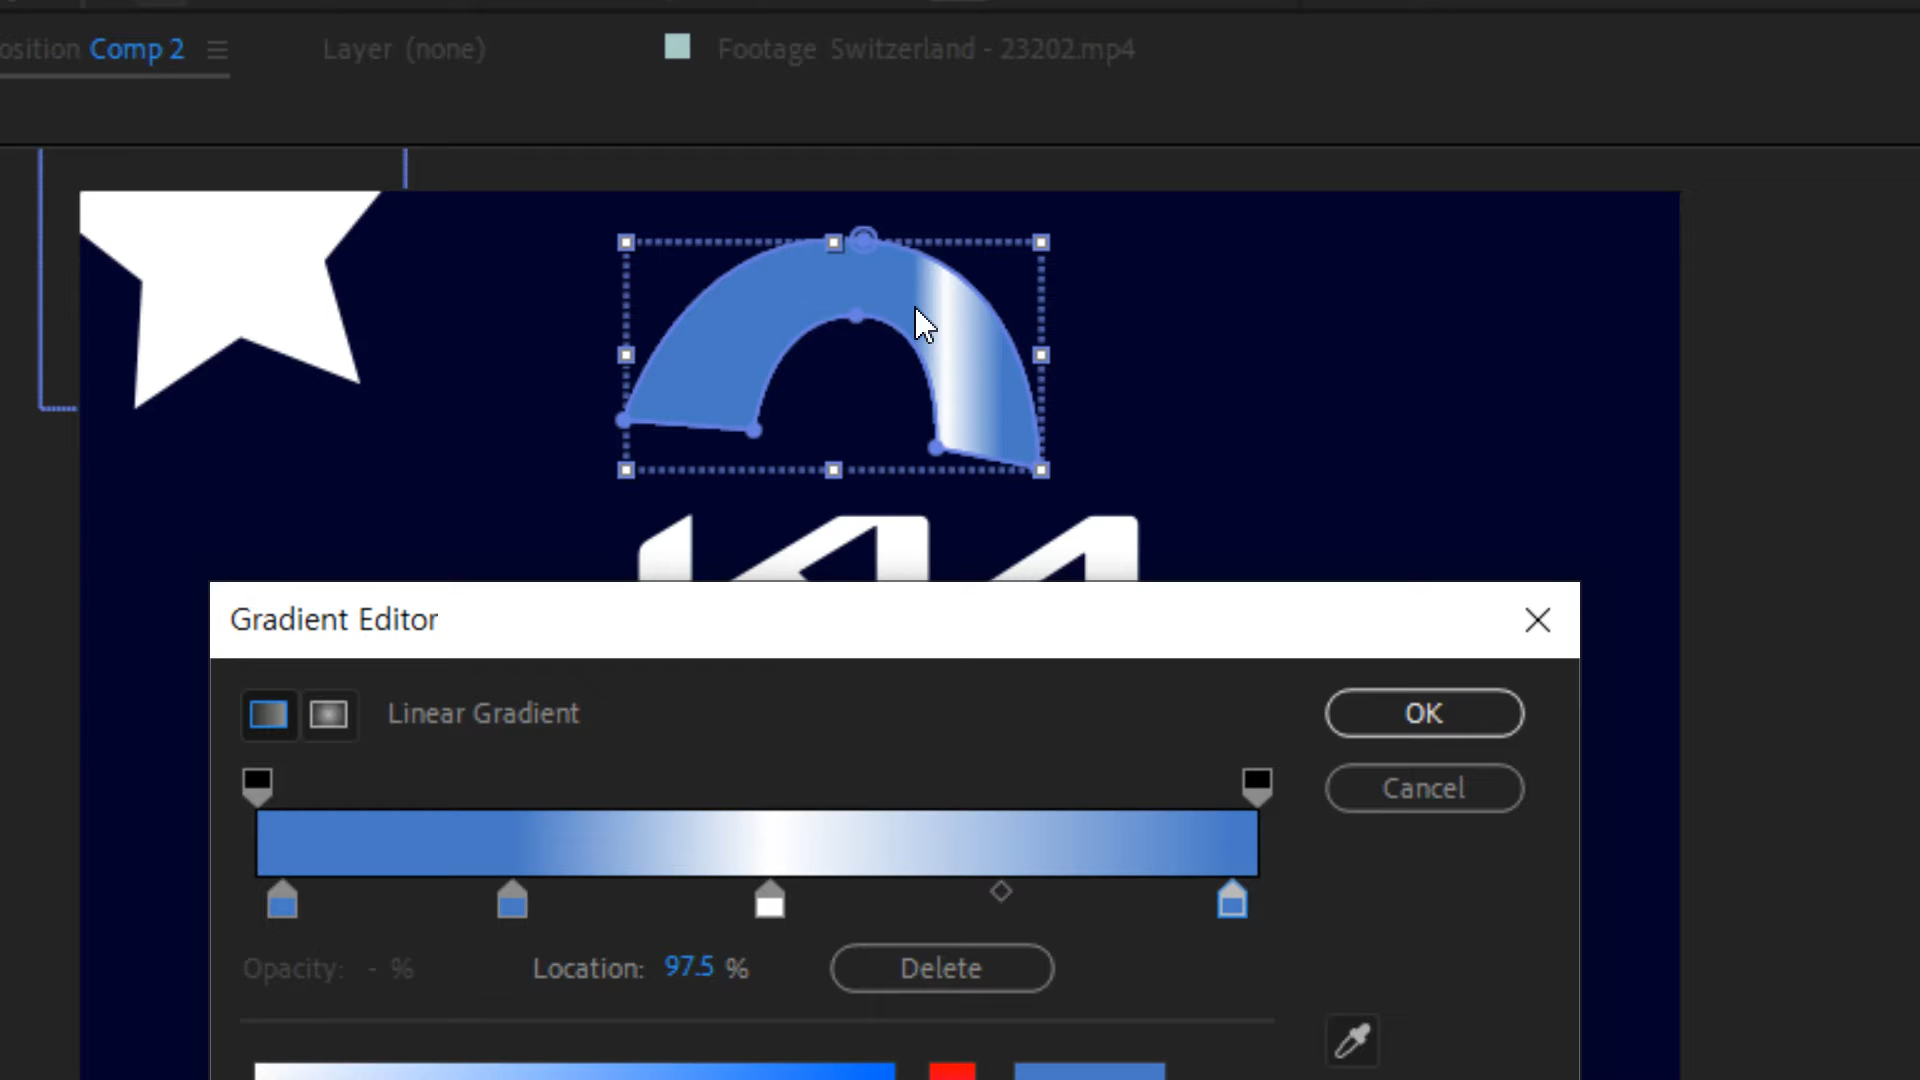 osition Comp 2
Layer (none)
Footage Switzerland - 23202.mp4
KIA
Gradient Editor
Linear Gradient
OK
Cancel
Opacity: - %
Location: 97.5 %
Delete